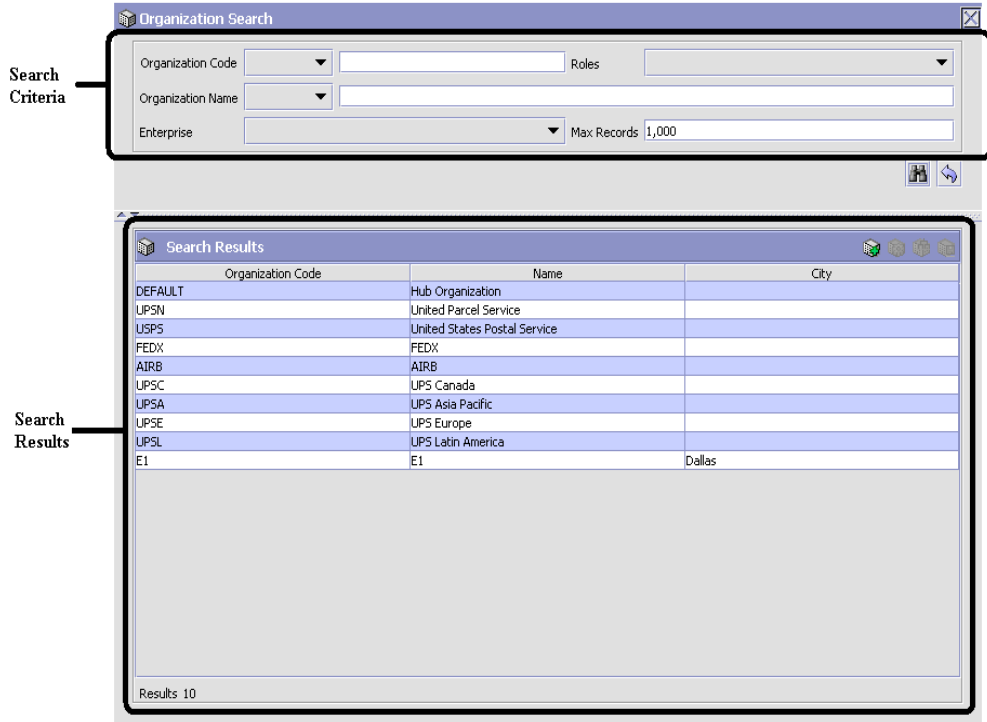 Organization Search
Search
Criteria
Organization Code
Roles
Organization Name
Enterprise
Max Records 1,000
Search
Results
Search Results
Organization Code Name City
DEFAULT Hub Organization
UPSN United Parcel Service
USPS United States Postal Service
FEDX FEDX
AIRB AIRB
UPSC UPS Canada
UPSA UPS Asia Pacific
UPSE UPS Europe
UPSL UPS Latin America
E1 E1 Dallas
Results 10